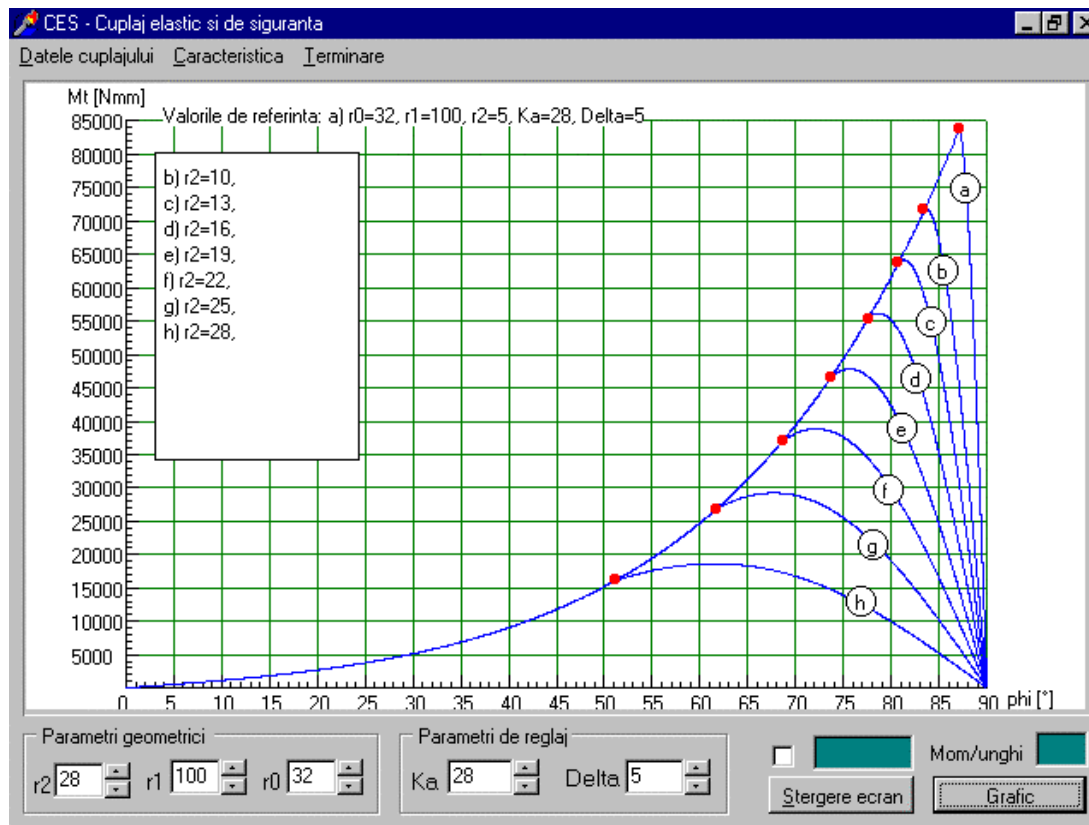 CES - Cuplaj elastic si de siguranta
Datele cuplajului Caracteristica Terminare
Mt [Nmm]
Valorile de referinta: a) r0=32, r1=100, r2=5, Ka=28, Delta=5
85000
80000
75000
70000
65000
60000
55000
50000
45000
40000
35000
30000
25000
20000
15000
10000
5000
b) r2=10,
c) r2=13,
d) r2=16,
e) r2=19,
f) r2=22,
g) r2=25,
h) r2=28,
a
b
c
d
e
f
g
h
0 5 10 15 20 25 30 35 40 45 50 55 60 65 70 75 80 85 90 phi [°]
Parametri geometrici
r2 28 r1 100 r0 32
Parametri de reglaj
Ka 28 Delta 5
Mom/unghi
Stergere ecran Grafic